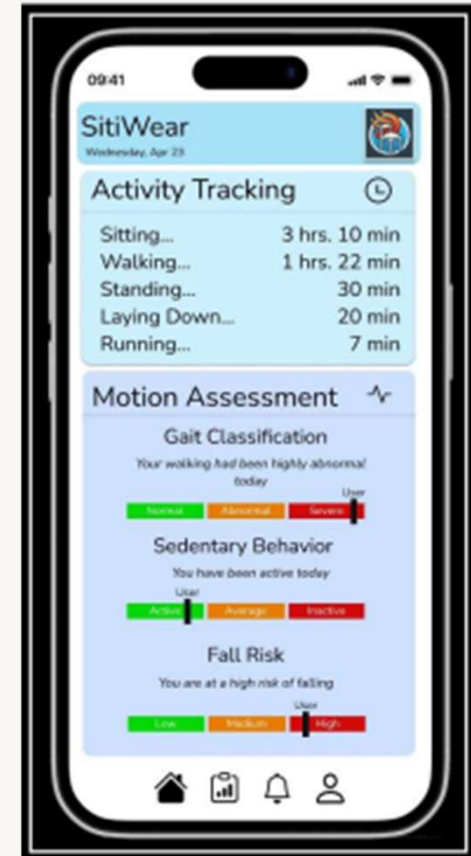 09:41
SitiWear
Wednesday, Apr 23
Activity Tracking
Sitting... 3 hrs. 10 min
Walking... 1 hrs. 22 min
Standing... 30 min
Laying Down... 20 min
Running... 7 min
Motion Assessment
Gait Classification
Your walking had been highly abnormal
today
User
Normal Abnormal Severe
Sedentary Behavior
You have been active today
User
Active Average Inactive
Fall Risk
You are at a high risk of falling
User
Low Medium High